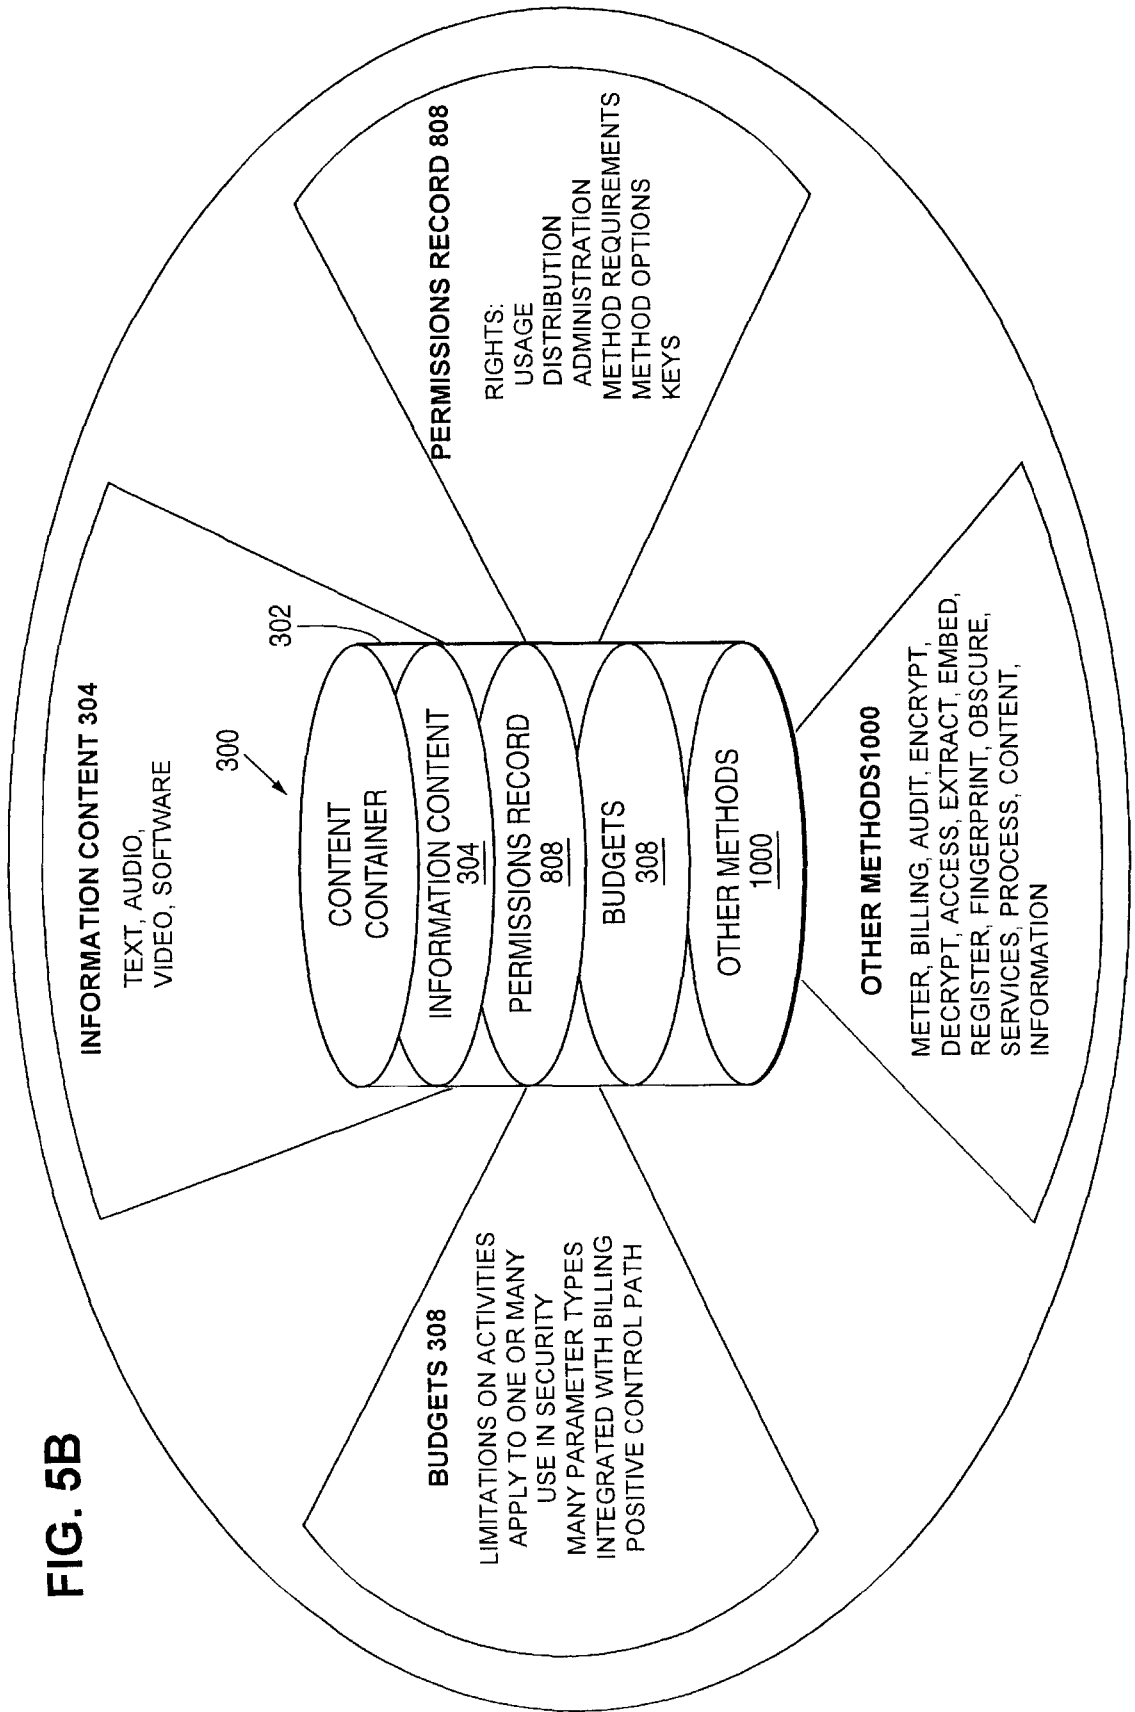 FIG. 5B
INFORMATION CONTENT 304
TEXT, AUDIO,
VIDEO, SOFTWARE
300
302
CONTENT
CONTAINER
INFORMATION CONTENT
304
PERMISSIONS RECORD
808
BUDGETS
308
OTHER METHODS
1000
BUDGETS 308
LIMITATIONS ON ACTIVITIES
APPLY TO ONE OR MANY
USE IN SECURITY
MANY PARAMETER TYPES
INTEGRATED WITH BILLING
POSITIVE CONTROL PATH
PERMISSIONS RECORD 808
RIGHTS:
USAGE
DISTRIBUTION
ADMINISTRATION
METHOD REQUIREMENTS
METHOD OPTIONS
KEYS
OTHER METHODS1000
METER, BILLING, AUDIT, ENCRYPT,
DECRYPT, ACCESS, EXTRACT, EMBED,
REGISTER, FINGERPRINT, OBSCURE,
SERVICES, PROCESS, CONTENT,
INFORMATION